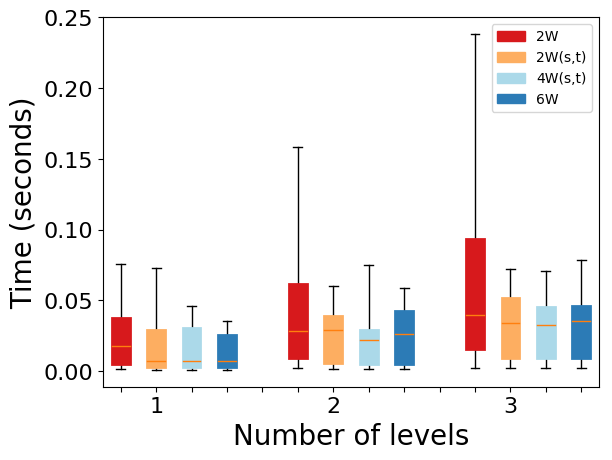 0.25
0.20
0.15
0.10
0.05
0.00
Time (seconds)
1 2 3
Number of levels
2W
2W(s,t)
4W(s,t)
6W